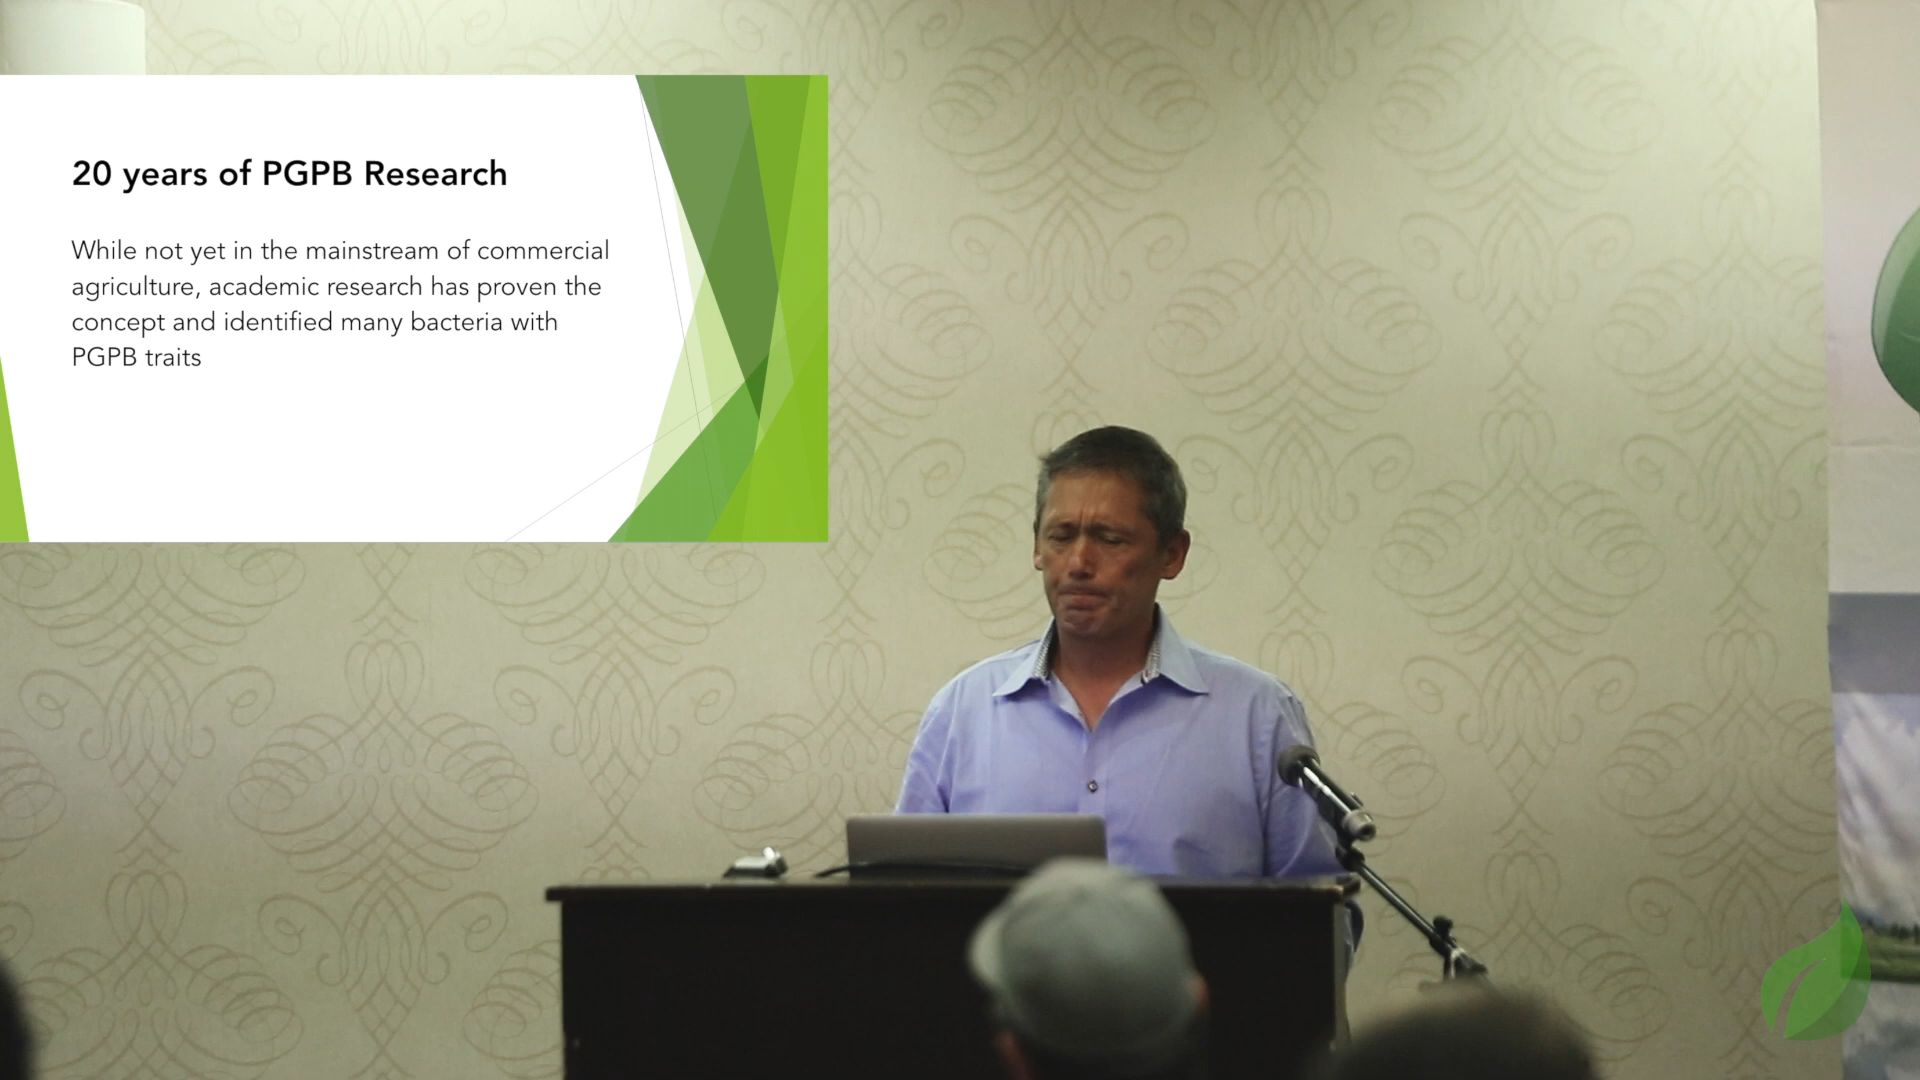 20 years of PGPB Research
While not yet in the mainstream of commercial
agriculture, academic research has proven the
concept and identified many bacteria with
PGPB traits